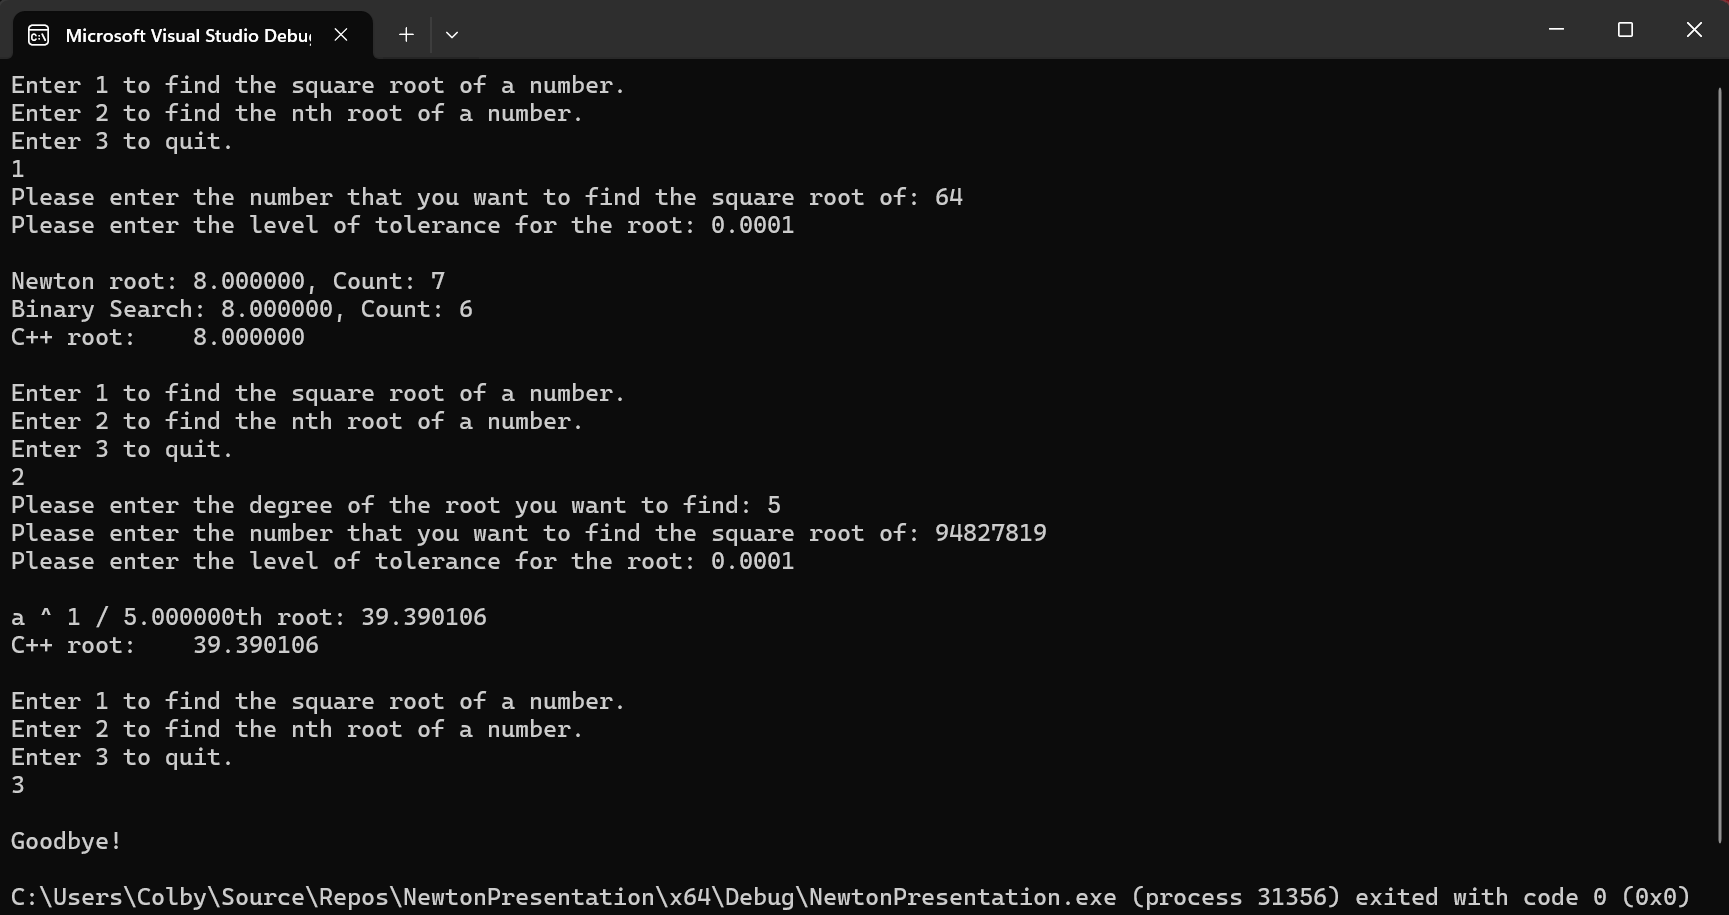 Microsoft Visual Studio Debug
Enter 1 to find the square root of a number.
Enter 2 to find the nth root of a number.
Enter 3 to quit.
1
Please enter the number that you want to find the square root of: 64
Please enter the level of tolerance for the root: 0.0001
Newton root: 8.000000, Count: 7
Binary Search: 8.000000, Count: 6
C++ root:    8.000000
Enter 1 to find the square root of a number.
Enter 2 to find the nth root of a number.
Enter 3 to quit.
2
Please enter the degree of the root you want to find: 5
Please enter the number that you want to find the square root of: 94827819
Please enter the level of tolerance for the root: 0.0001
a ^ 1 / 5.000000th root: 39.390106
C++ root:    39.390106
Enter 1 to find the square root of a number.
Enter 2 to find the nth root of a number.
Enter 3 to quit.
3
Goodbye!
C:\Users\Colby\Source\Repos\NewtonPresentation\x64\Debug\NewtonPresentation.exe (process 31356) exited with code 0 (0x0)